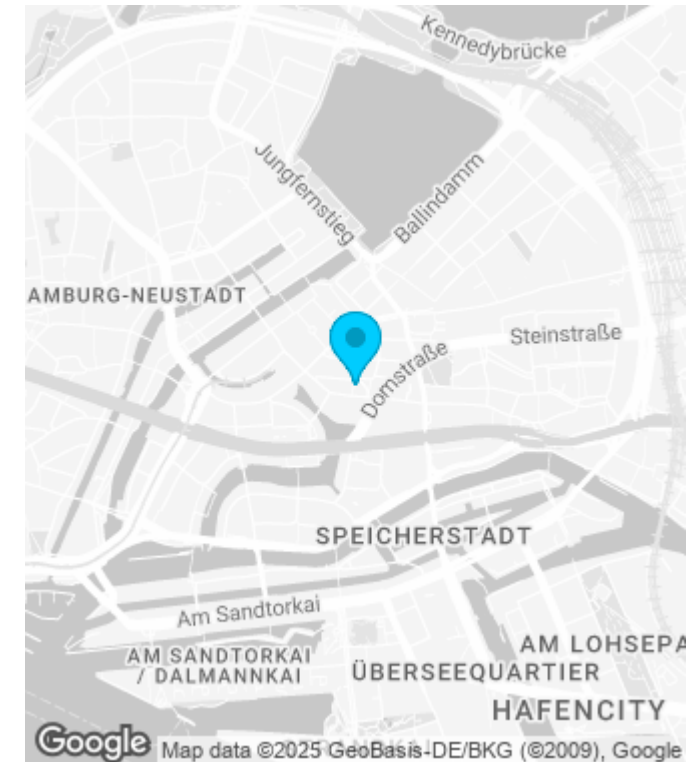 Kennedybrücke
Jungfernstieg
Ballindamm
AMBURG-NEUSTADT
Steinstraße
Domstraße
SPEICHERSTADT
Am Sandtorkai
AM SANDTORKAI
/ DALMANNKAI
AM LOHSEPA
ÜBERSEEQUARTIER
HAFENCITY
Google
Map data ©2025 GeoBasis-DE/BKG (©2009), Google